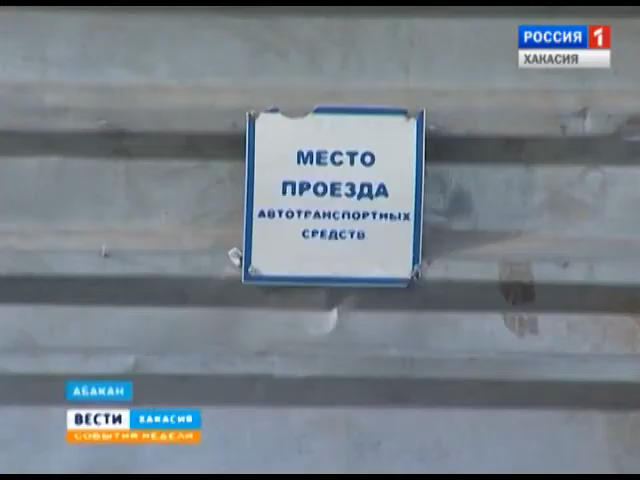 РОССИЯ 1
ХАКАСИЯ
МЕСТО
ПРОЕЗДА
АВТОТРАНСПОРТНЫХ
СРЕДСТВ
АБАКАН
ВЕСТИ ХАКАСИЯ
СОБЫТИЯ НЕДЕЛИ